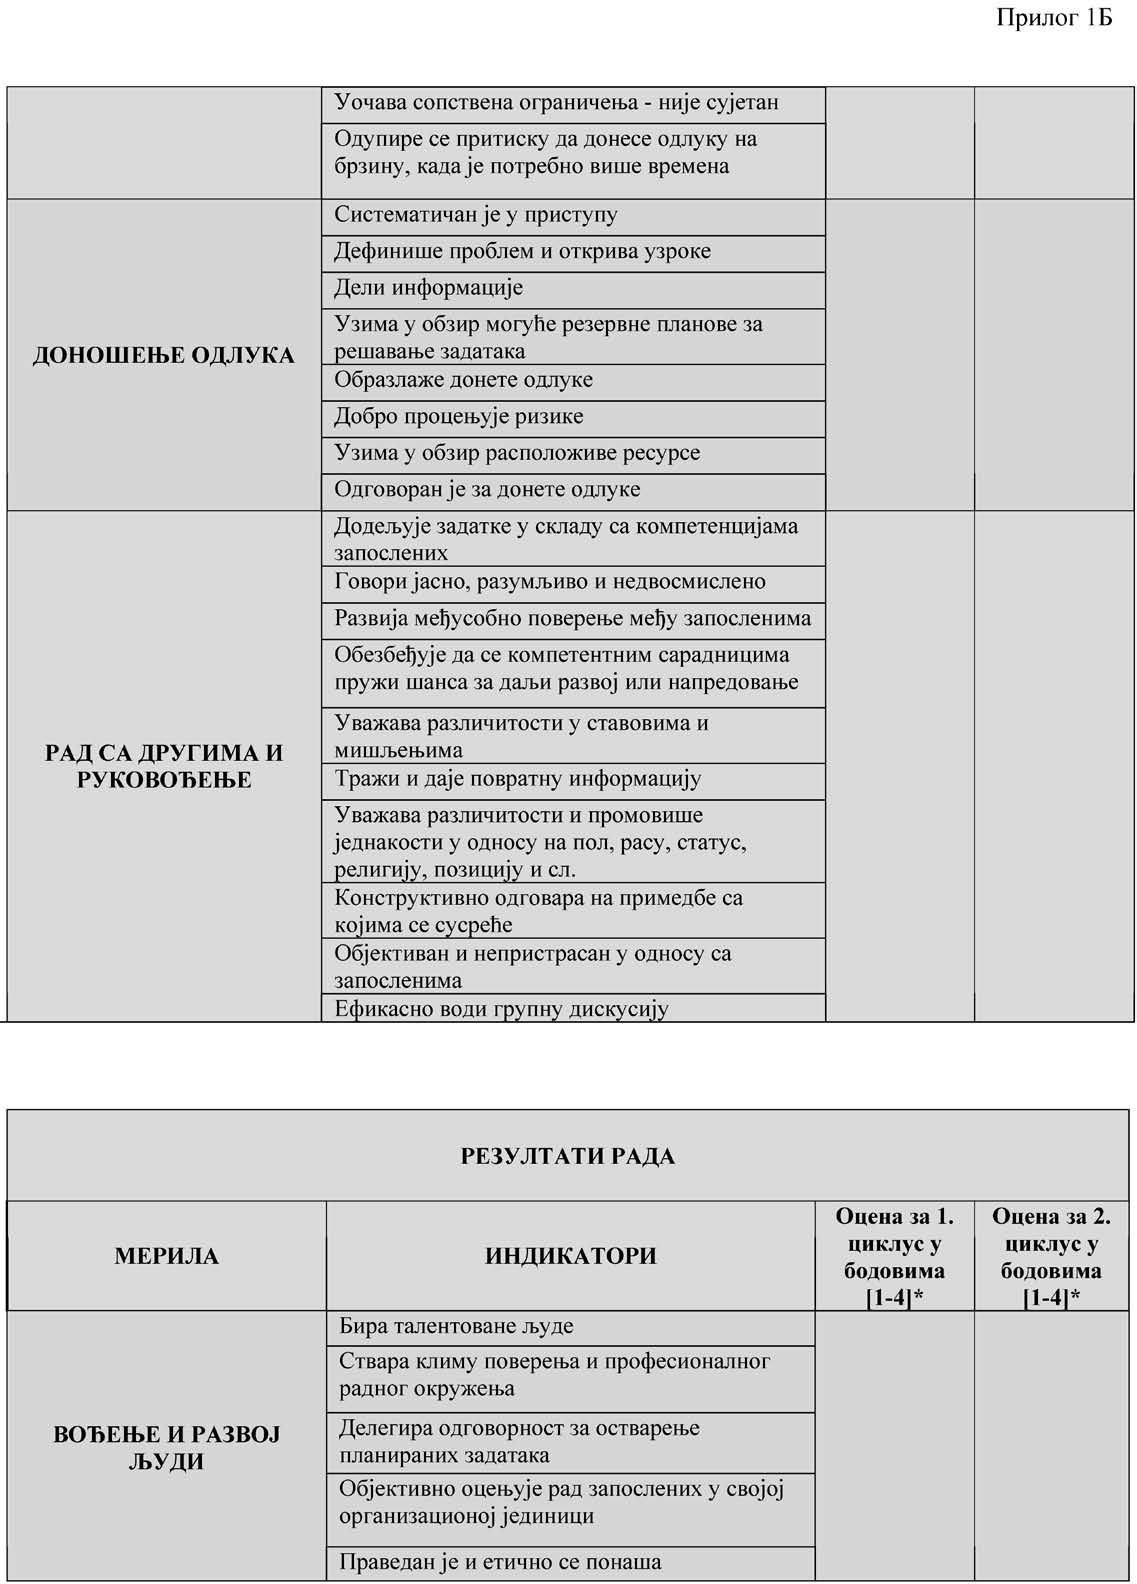 Прилог 1Б
Уочава сопствена ограничења - није сујетан
Одупире се притиску да донесе одлуку на
брзину, када је потребно више времена
ДОНОШЕЊЕ ОДЛУКА
Систематичан је у приступу
Дефинише проблем и открива узроке
Дели информације
Узима у обзир могуће резервне планове за
решавање задатака
Образлаже донете одлуке
Добро процењује ризике
Узима у обзир расположиве ресурсе
Одговоран је за донете одлуке
РАД СА ДРУГИМА И
РУКОВОЂЕЊЕ
Додељује задатке у складу са компетенцијама
запослених
Говори јасно, разумљиво и недвосмислено
Развија међусобно поверење међу запосленима
Обезбеђује да се компетентним сарадницима
пружи шанса за даљи развој или напредовање
Уважава различитости у ставовима и
мишљењима
Тражи и даје повратну информацију
Уважава различитости и промовише
једнакости у односу на пол, расу, статус,
религију, позицију и сл.
Конструктивно одговара на примедбе са
којима се сусреће
Објективан и непристрасан у односу са
запосленима
Ефикасно води групну дискусију
РЕЗУЛТАТИ РАДА
МЕРИЛА
ИНДИКАТОРИ
Оцена за 1.
циклус у
бодовима
[1-4]*
Оцена за 2.
циклус у
бодовима
[1-4]*
ВОЂЕЊЕ И РАЗВОЈ
ЉУДИ
Бира талентоване људе
Ствара климу поверења и професионалног
радног окружења
Делегира одговорност за остварење
планираних задатака
Објективно оцењује рад запослених у својој
организационој јединици
Праведан је и етично се понаша